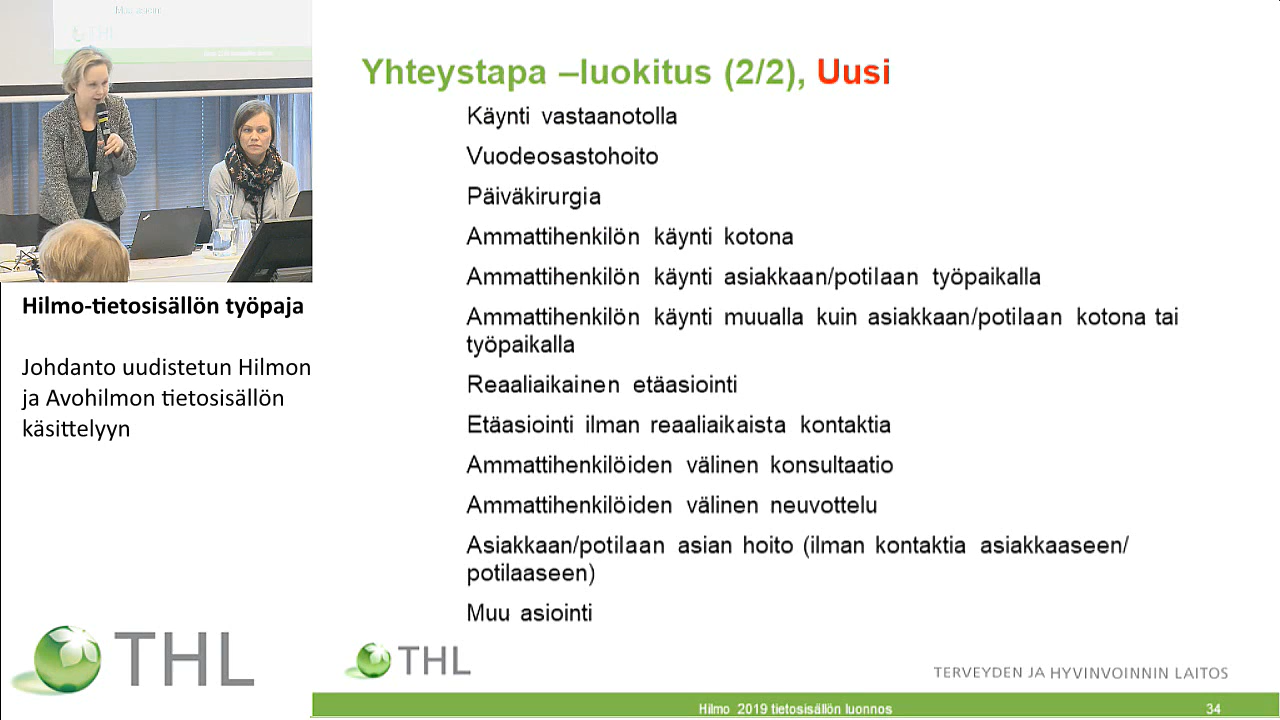 Muu asiointi
THL
Yhteystapa –luokitus (2/2), Uusi
Käynti vastaanotolla
Vuodeosastohoito
Päiväkirurgia
Ammattihenkilön käynti kotona
Ammattihenkilön käynti asiakkaan/potilaan työpaikalla
Ammattihenkilön käynti muualla kuin asiakkaan/potilaan kotona tai
työpaikalla
Reaaliaikainen etäasiointi
Etäasiointi ilman reaaliaikaista kontaktia
Ammattihenkilöiden välinen konsultaatio
Ammattihenkilöiden välinen neuvottelu
Asiakkaan/potilaan asian hoito (ilman kontaktia asiakkaaseen/
potilaaseen)
Muu asiointi
Hilmo-tietosisällön työpaja
Johdanto uudistetun Hilmon
ja Avohilmon tietosisällön
käsittelyyn
THL
THL
TERVEYDEN JA HYVINVOINNIN LAITOS
Hilmo 2019 tietosisällön luonnos
34